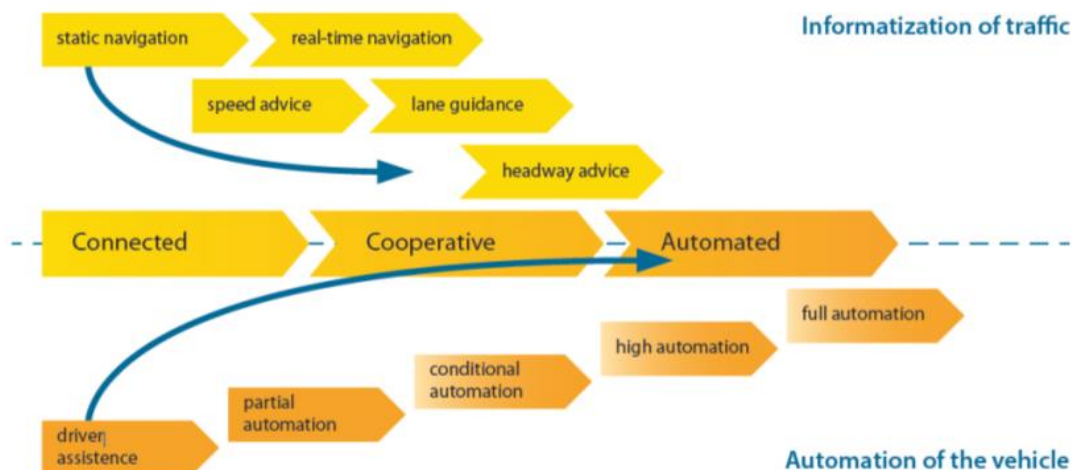 Informatization of traffic
static navigation
real-time navigation
speed advice
lane guidance
headway advice
Connected
Cooperative
Automated
full automation
high automation
conditional
automation
partial
automation
driver
assistence
Automation of the vehicle